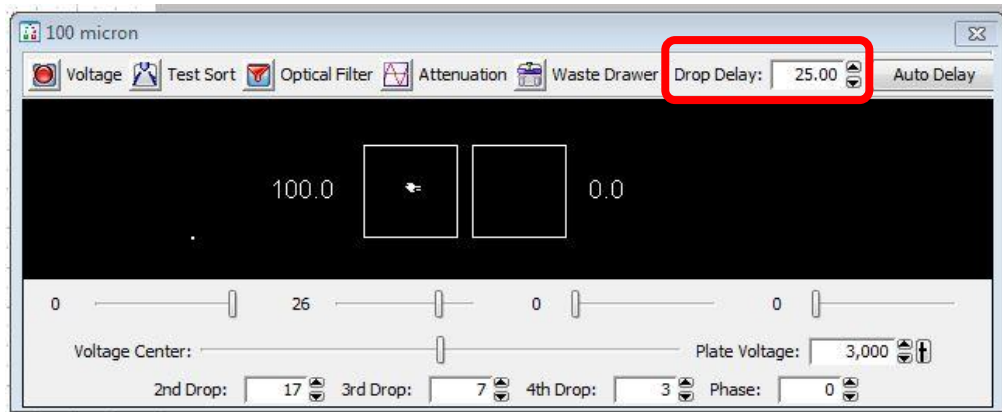 100 micron
Voltage Test Sort Optical Filter Attenuation Waste Drawer Drop Delay: 25.00 Auto Delay
100.0 0.0
0 26 0 0
Voltage Center: Plate Voltage: 3,000
2nd Drop: 17 3rd Drop: 7 4th Drop: 3 Phase: 0